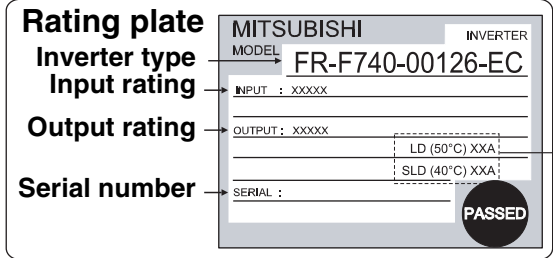 Rating plate
Inverter type
Input rating
Output rating
Serial number
MITSUBISHI
INVERTER
MODEL
FR-F740-00126-EC
INPUT : XXXXX
OUTPUT : XXXXX
LD (50°C) XXA
SLD (40°C) XXA
SERIAL :
PASSED